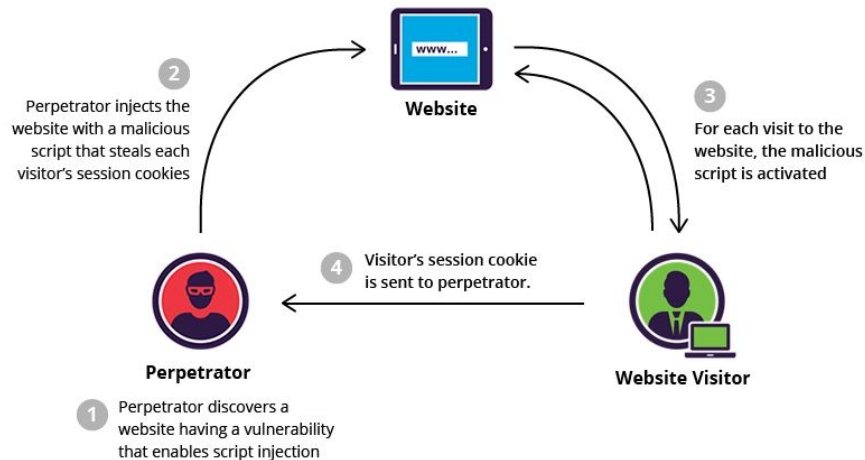 www...
Website
2
Perpetrator injects the
website with a malicious
script that steals each
visitor's session cookies
3
For each visit to the
website, the malicious
script is activated
4
Visitor's session cookie
is sent to perpetrator.
Perpetrator
Website Visitor
1
Perpetrator discovers a
website having a vulnerability
that enables script injection